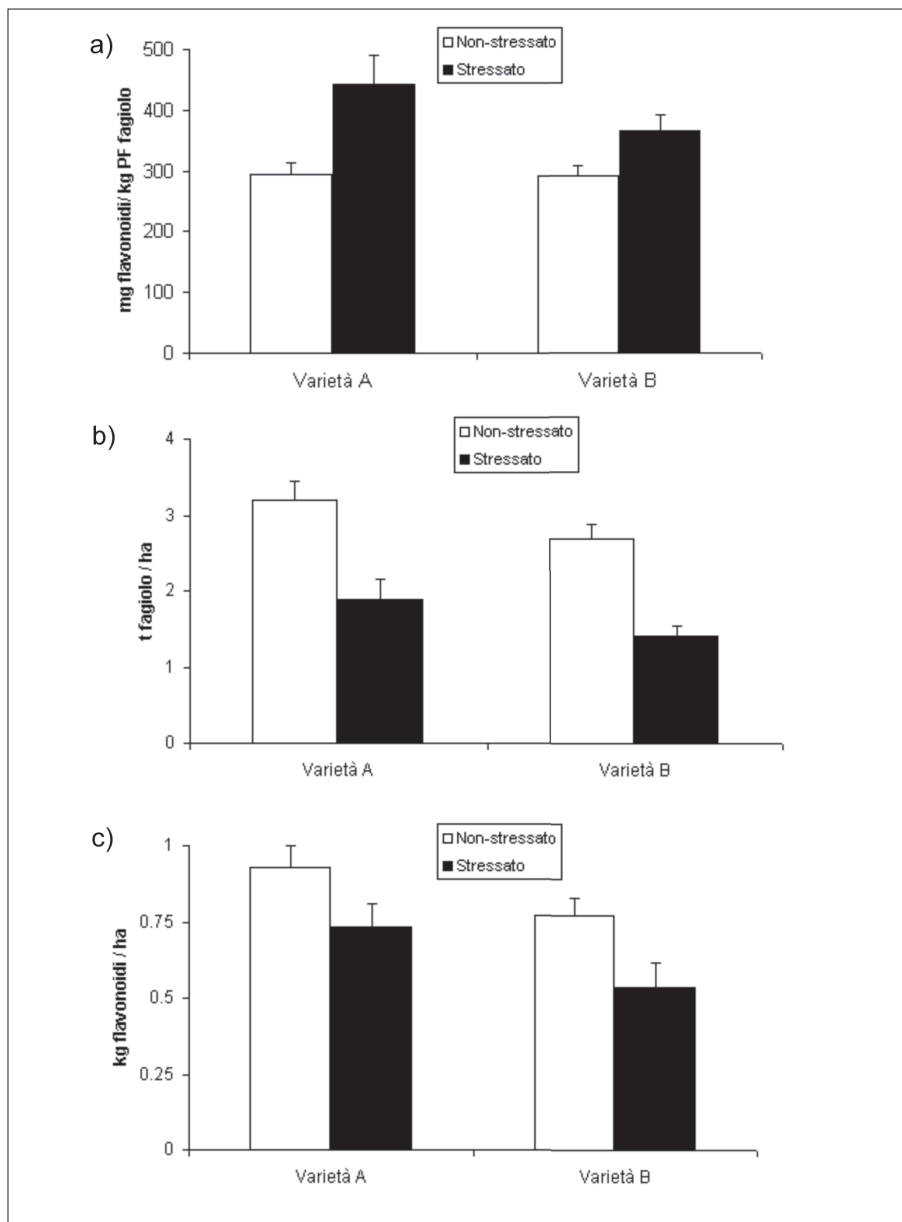 a)
Non-stressato
Stressato
500
400
300
200
100
0
mg flavonoidi/ kg PF fagiolo
Varietà A
Varietà B
b)
Non-stressato
Stressato
4
3
2
1
0
t fagiolo / ha
Varietà A
Varietà B
c)
Non-stressato
Stressato
1
0.75
0.5
0.25
0
kg flavonoidi / ha
Varietà A
Varietà B